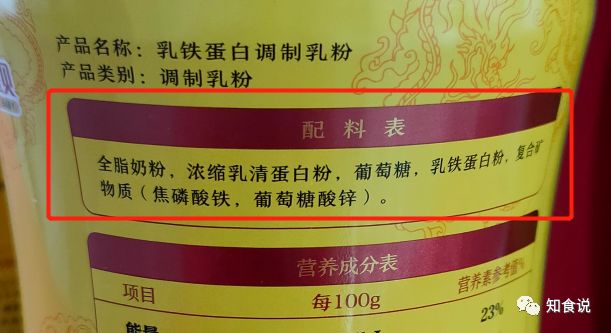 产品名称：乳铁蛋白调制乳粉
产品类别：调制乳粉
配料表
全脂奶粉，浓缩乳清蛋白粉，葡萄糖，乳铁蛋白粉，复合矿
物质（焦磷酸铁，葡萄糖酸锌）。
营养成分表
项目 每100g 营养素参考值%
能量 23%
知食说